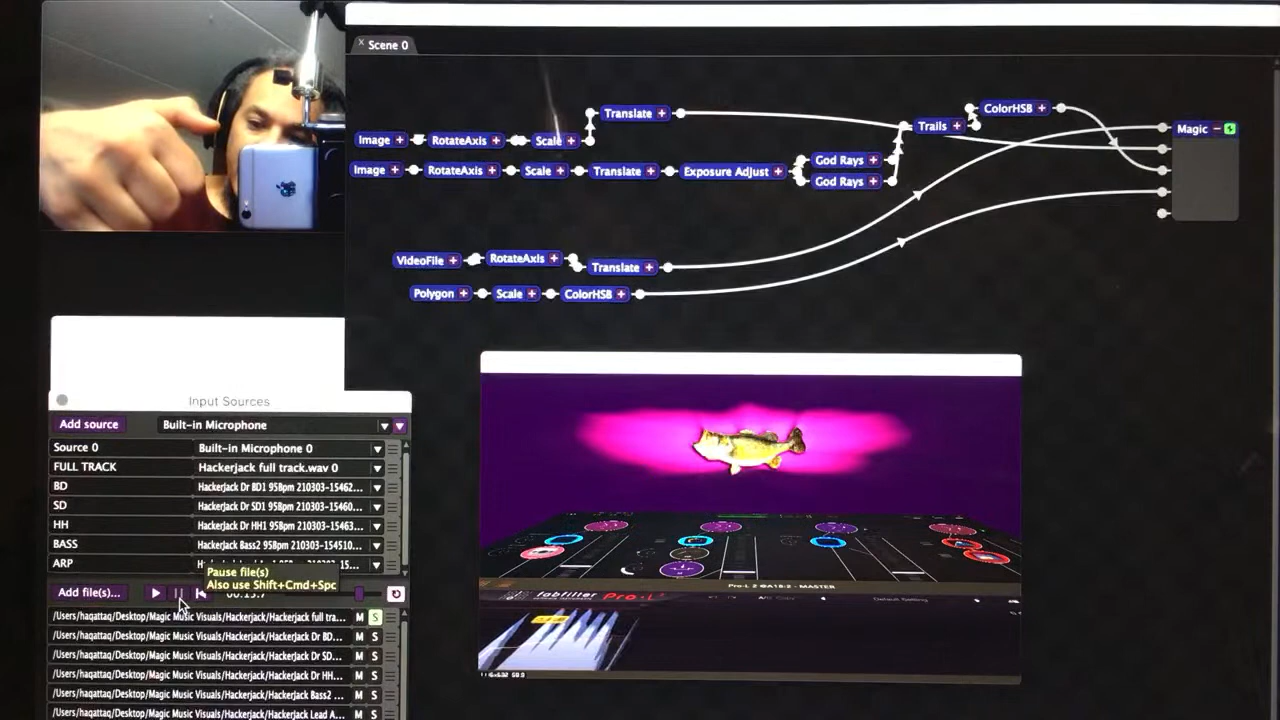 Scene 0
ColorHSB
Translate
Trails
Magic
Image
RotateAxis
Scale
God Rays
Image
RotateAxis
Scale
Translate
Exposure Adjust
God Rays
VideoFile
RotateAxis
Translate
Polygon
Scale
ColorHSB
Input Sources
Add source
Built-in Microphone
Source 0
Built-in Microphone 0
FULL TRACK
Hackerjack full track.wav 0
BD
HackerJack Dr BD1 95Bpm 210303-15462...
SD
HackerJack Dr SD1 95Bpm 210303-15460...
HH
HackerJack Dr HH1 95Bpm 210303-15463...
BASS
HackerJack Bass2 95Bpm 210303-154510...
ARP
Pause file(s)
Also use Shift+Cmd+Spc
Add file(s)...
/Users/haqattaq/Desktop/Magic Music Visuals/HackerJack/Hackerjack full tra...
M
S
/Users/haqattaq/Desktop/Magic Music Visuals/HackerJack/HackerJack Dr BD...
M
S
/Users/haqattaq/Desktop/Magic Music Visuals/HackerJack/HackerJack Dr SD...
M
S
/Users/haqattaq/Desktop/Magic Music Visuals/HackerJack/HackerJack Dr HH...
M
S
/Users/haqattaq/Desktop/Magic Music Visuals/HackerJack/HackerJack Bass2 ...
M
S
/Users/haqattaq/Desktop/Magic Music Visuals/HackerJack/HackerJack Lead A...
M
S
MASTER
fabfilter Pro-L